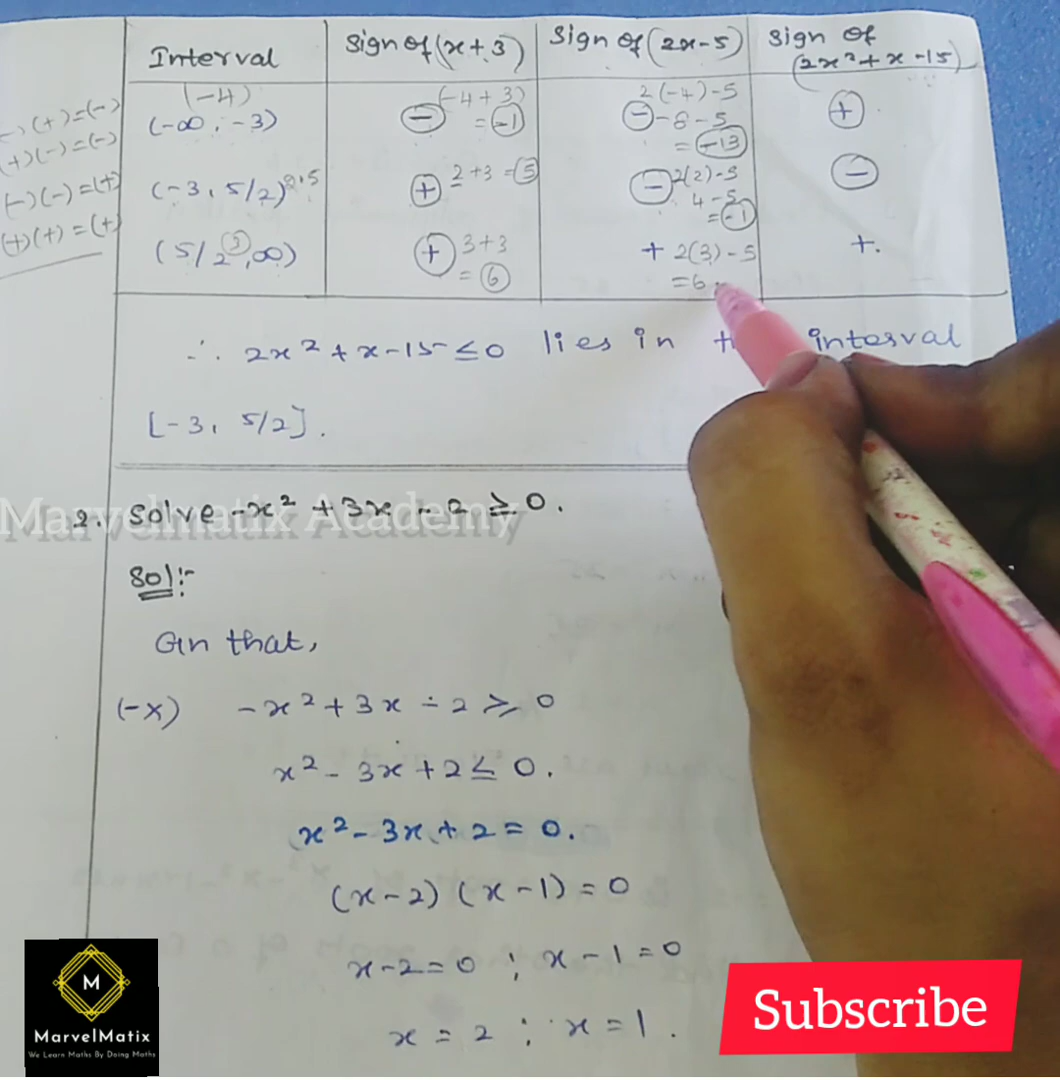 Interval Sign of (x+3) Sign of (2x-5) Sign of (2x²+x-15)
(-4) (-4+3) 2(-4)-5
(-∞, -3) - = -1 - -8-5 +
= -13
(-3, 5/2) 2.5 + 2+3 = 5 - 2(2)-5 -
4-5
= -1
(5/2, ∞) 3 + 3+3 + 2(3)-5 +.
= 6 = 6-
-)(+)=(-)
+)(-)=(-)
(-)(-)=(+)
(+)(+)=(+)
∴ 2x²+x-15 ≤ 0 lies in interval
[-3, 5/2].
Marvelmatix Academy
2. Solve -x² + 3x - 2 ≥ 0.
Sol:-
Gn that,
(-x) -x² + 3x - 2 ≥ 0
x² - 3x + 2 ≤ 0.
x² - 3x + 2 = 0.
(x-2) (x-1) = 0
x-2=0 ; x-1=0
x = 2 ; x = 1.
M
MarvelMatix
We Learn Maths By Doing Maths
Subscribe